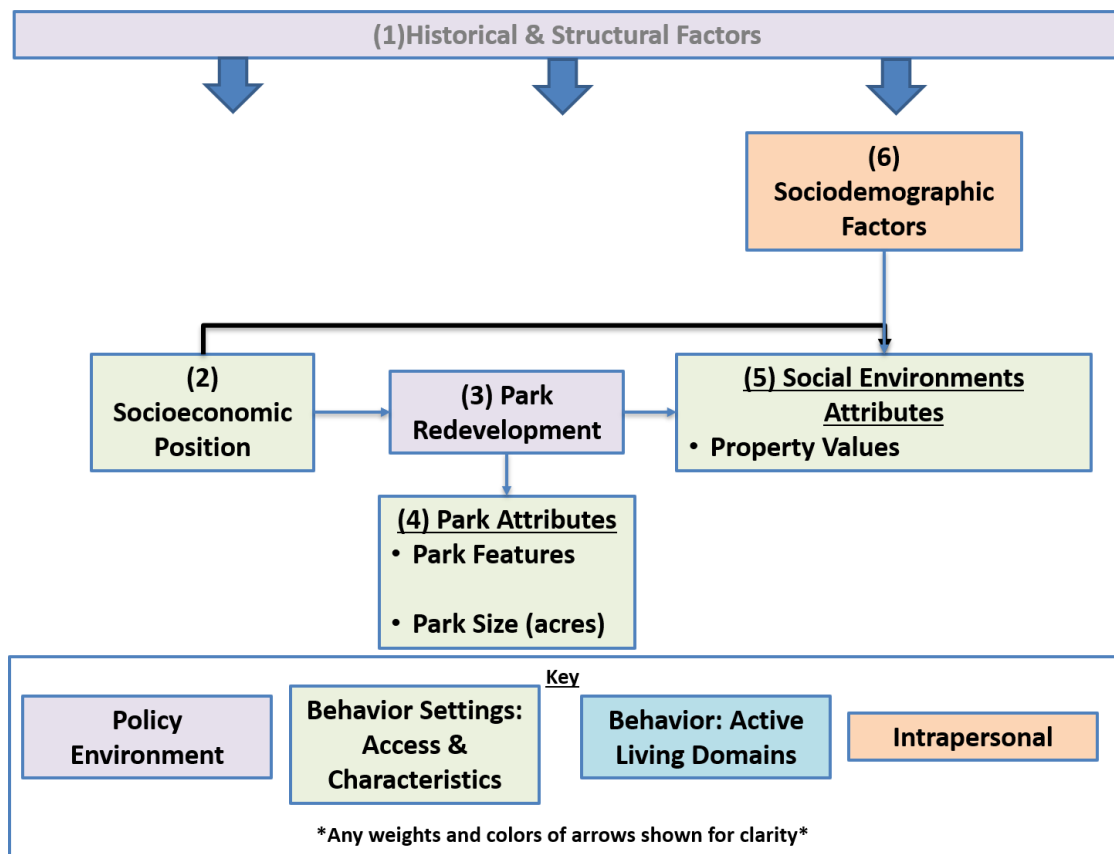 (1)Historical & Structural Factors
(6)
Sociodemographic
Factors
(2)
Socioeconomic
Position
(3) Park
Redevelopment
(5) Social Environments
Attributes
• Property Values
(4) Park Attributes
• Park Features
• Park Size (acres)
Key
Policy
Environment
Behavior Settings:
Access &
Characteristics
Behavior: Active
Living Domains
Intrapersonal
*Any weights and colors of arrows shown for clarity*